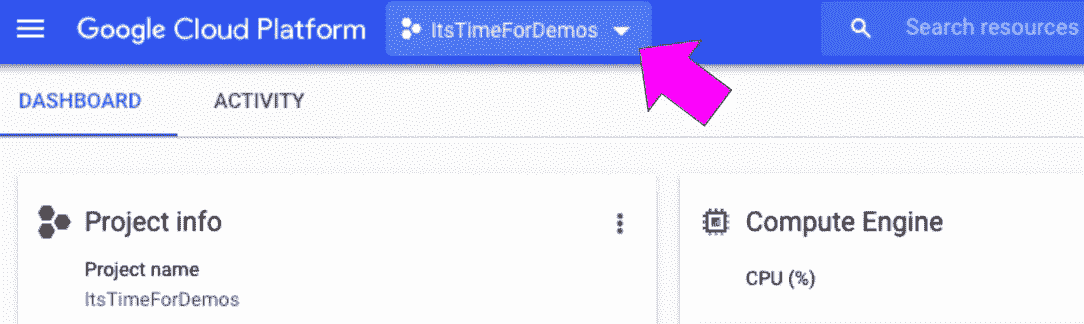 Google Cloud Platform ItsTimeForDemos Search resources
DASHBOARD ACTIVITY
Project info
Project name
ItsTimeForDemos
Compute Engine
CPU (%)